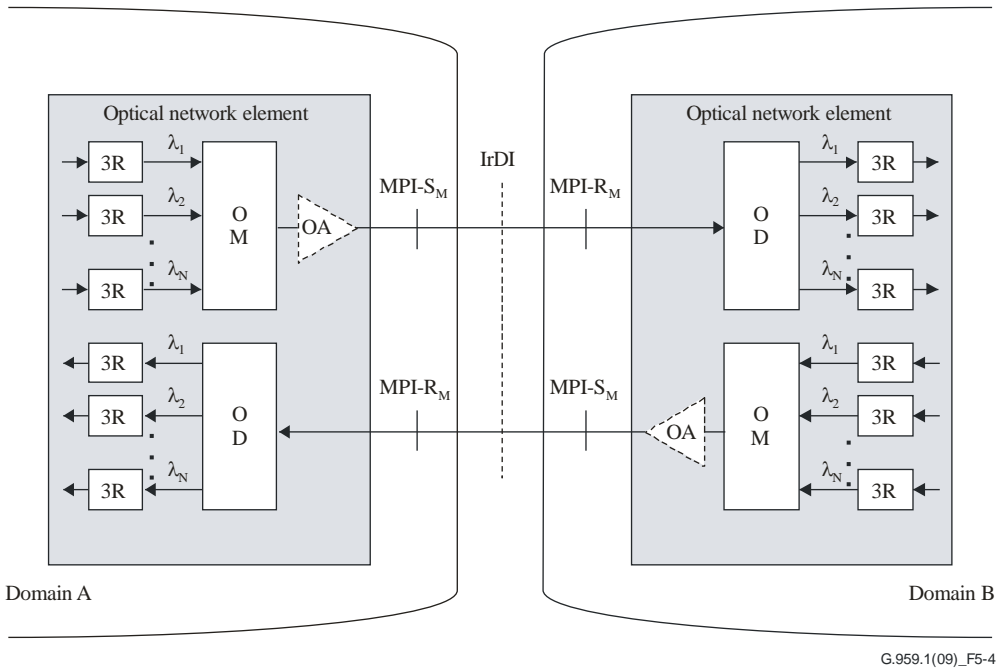 Optical network element
3R
λ1
3R
λ2
3R
λN
O
M
OA
MPI-SM
IrDI
MPI-RM
Optical network element
O
D
λ1
3R
λ2
3R
λN
3R
3R
λ1
3R
λ2
3R
λN
O
D
MPI-RM
MPI-SM
OA
O
M
λ1
3R
λ2
3R
λN
3R
Domain A
Domain B
G.959.1(09)_F5-4